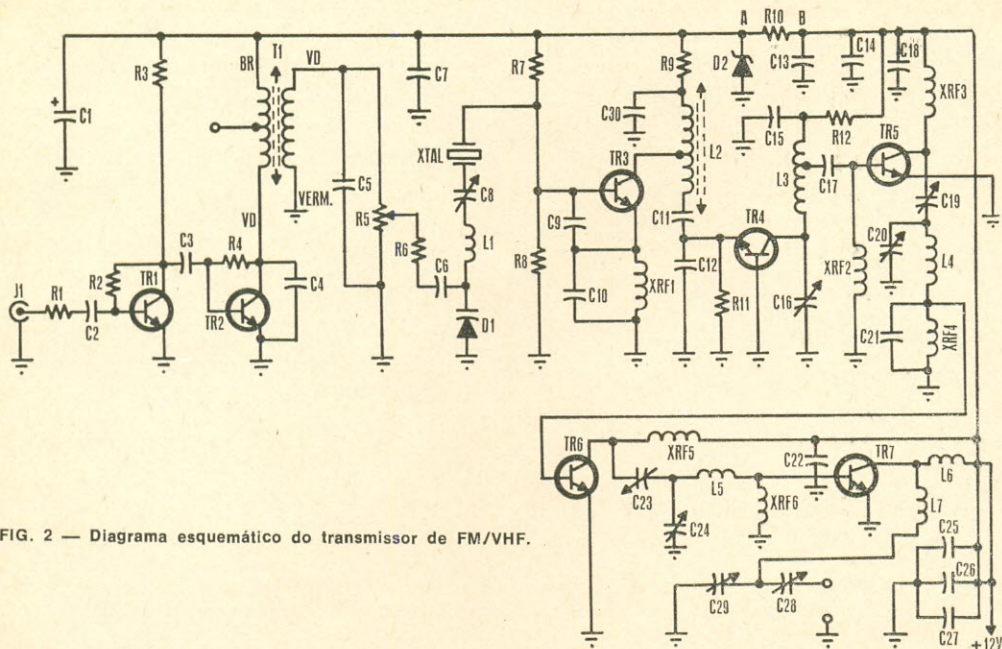 A R10 B
T1
BR VD
R3
C1
C7
R7
R9
D2
C13
C14
C18
XRF3
C30
C15
R12
TR5
XTAL
C8
TR3
L2
L3
C17
C5
VERM.
R5
C19
VD
R6
L1
C9
C11
TR4
C20
L4
R2
C3
R4
C6
R8
C12
XRF2
J1
R1
C2
TR1
TR2
C4
D1
C10
XRF1
R11
C16
C21
XRF4
TR6
XRF5
C22
TR7
L6
C23
L5
XRF6
L7
C24
C25
C26
C29
C28
C27
+12V
FIG. 2 — Diagrama esquemático do transmissor de FM/VHF.